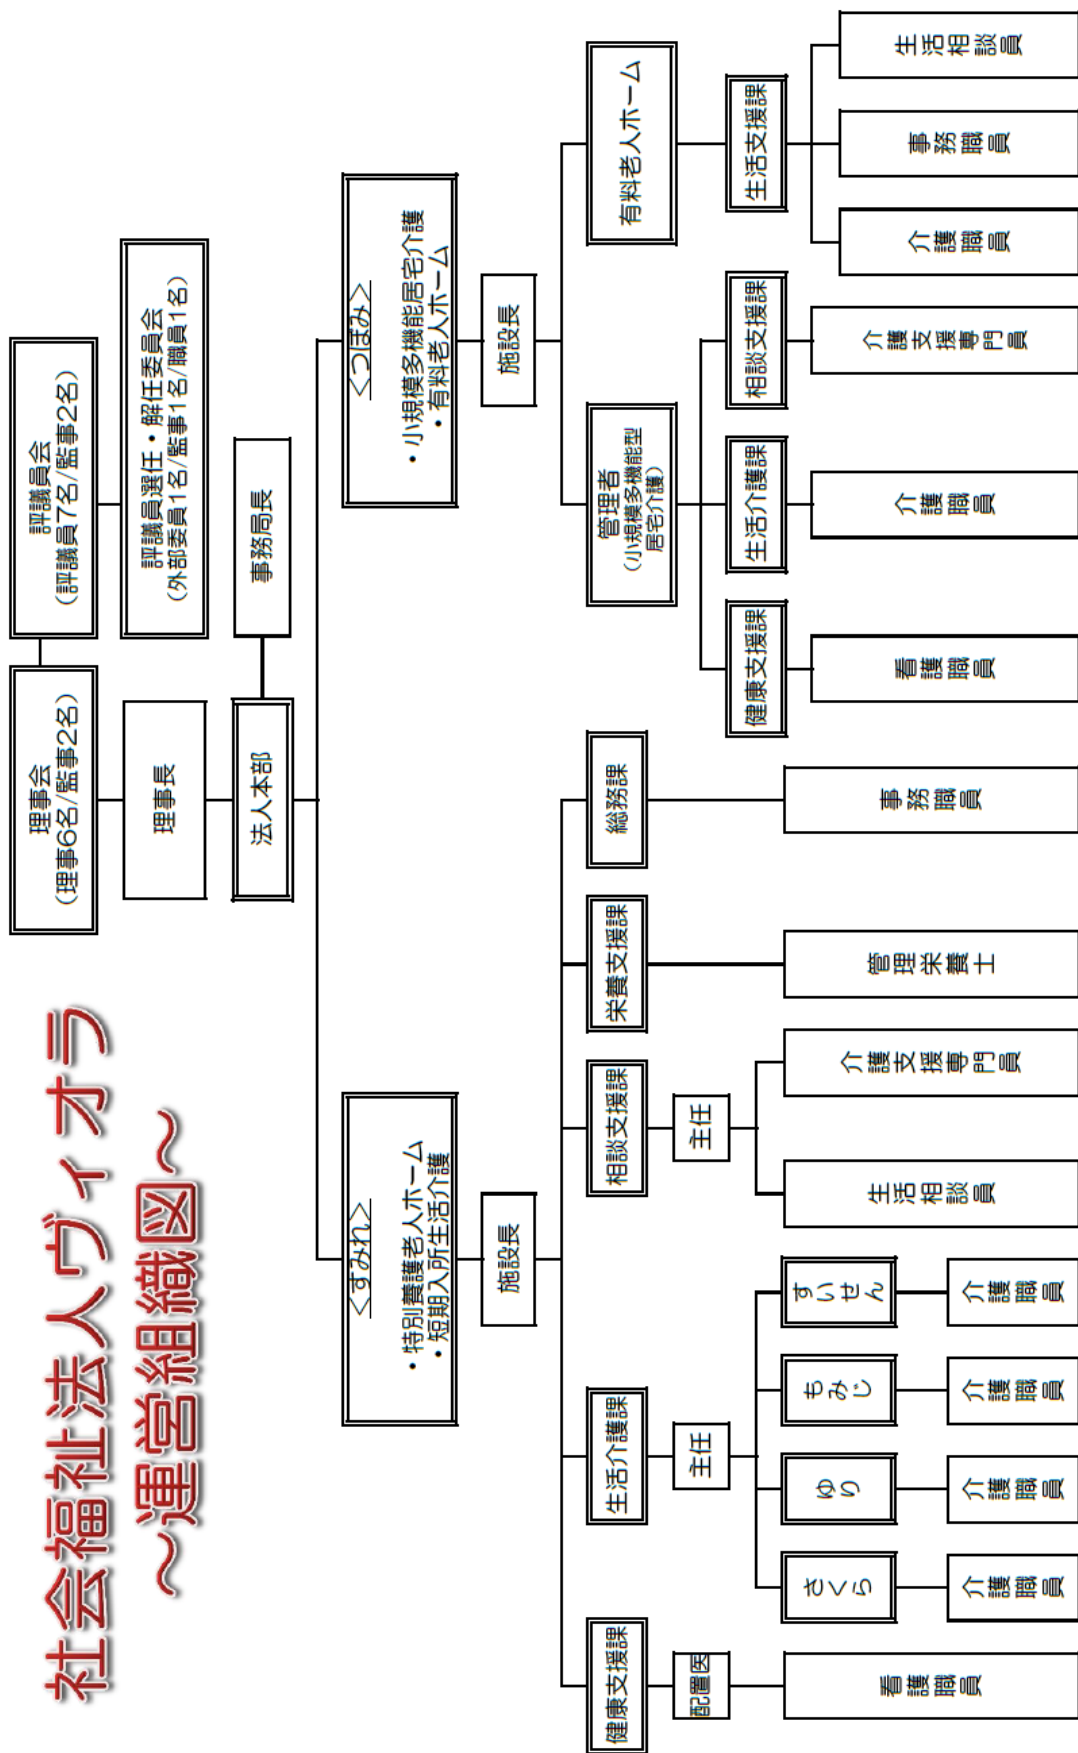 社会福祉法人ヴィオラ
～運営組織図～
理事会
(理事6名/監事2名)
評議員会
(評議員7名/監事2名)
理事長
評議員選任・解任委員会
(外部委員1名/監事1名/職員1名)
法人本部
事務局長
＜すみれ＞
・特別養護老人ホーム
・短期入所生活介護
＜つぼみ＞
・小規模多機能居宅介護
・有料老人ホーム
施設長
施設長
健康支援課
生活介護課
相談支援課
栄養支援課
総務課
管理者
(小規模多機能型
居宅介護)
有料老人ホーム
配置医
主任
主任
健康支援課
生活介護課
相談支援課
生活支援課
さくら
ゆり
もみじ
すいせん
看護職員
介護職員
介護職員
介護職員
介護職員
生活相談員
介護支援専門員
管理栄養士
事務職員
看護職員
介護職員
介護支援専門員
介護職員
事務職員
生活相談員